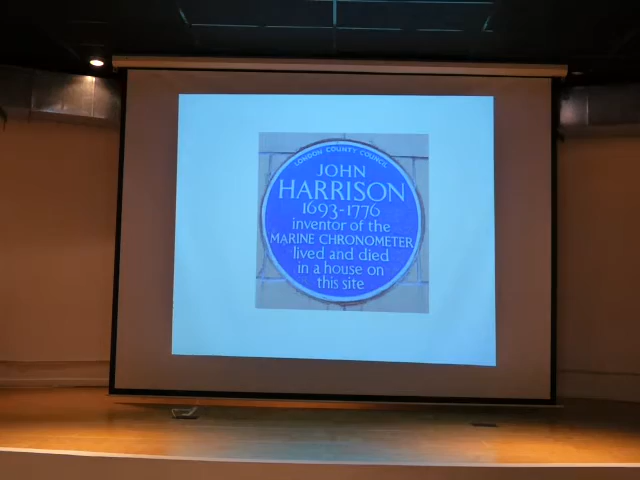 LONDON COUNTY COUNCIL
JOHN
HARRISON
1693-1776
inventor of the
MARINE CHRONOMETER
lived and died
in a house on
this site